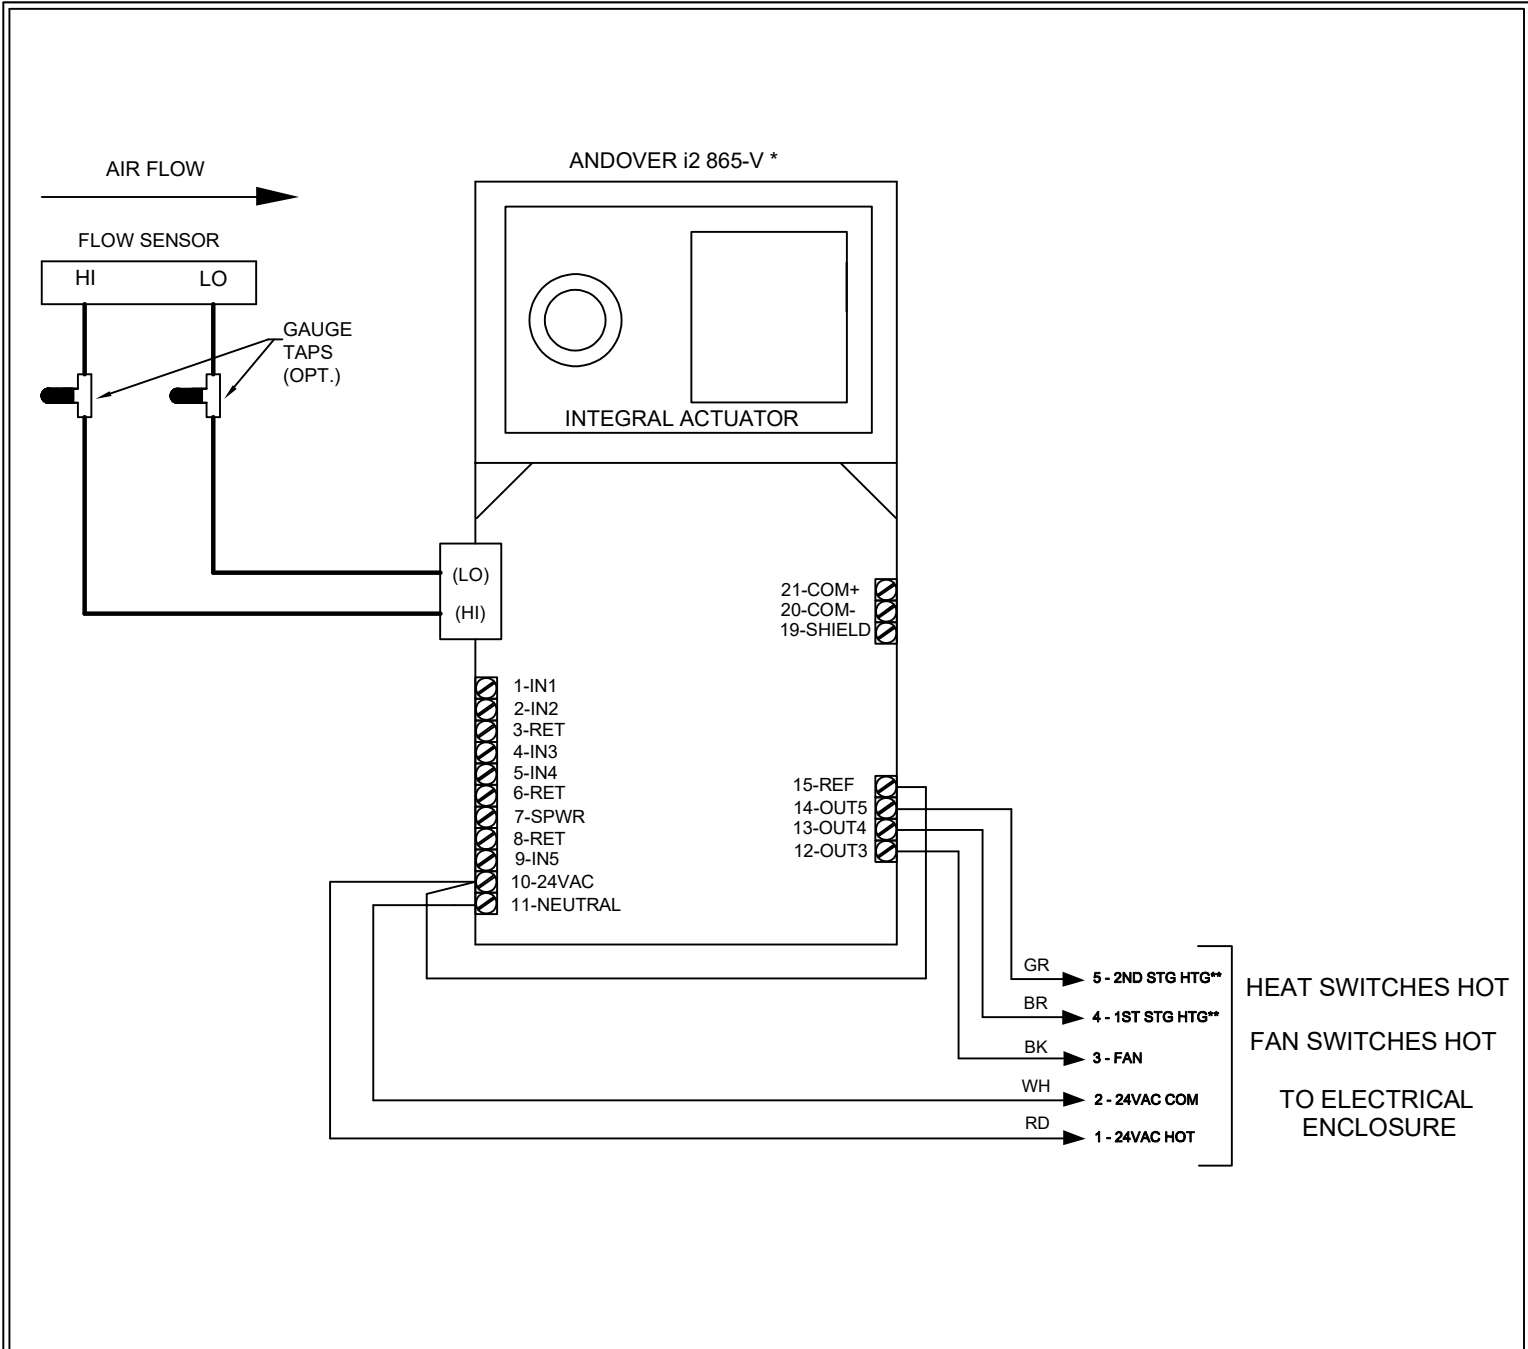 ANDOVER i2 865-V *
AIR FLOW
FLOW SENSOR
HI
LO
GAUGE
TAPS
(OPT.)
INTEGRAL ACTUATOR
(LO)
(HI)
21-COM+
20-COM-
19-SHIELD
1-IN1
2-IN2
3-RET
4-IN3
5-IN4
6-RET
7-SPWR
8-RET
9-IN5
10-24VAC
11-NEUTRAL
15-REF
14-OUT5
13-OUT4
12-OUT3
GR
5 - 2ND STG HTG**
BR
4 - 1ST STG HTG**
BK
3 - FAN
WH
2 - 24VAC COM
RD
1 - 24VAC HOT
HEAT SWITCHES HOT
FAN SWITCHES HOT
TO ELECTRICAL
ENCLOSURE